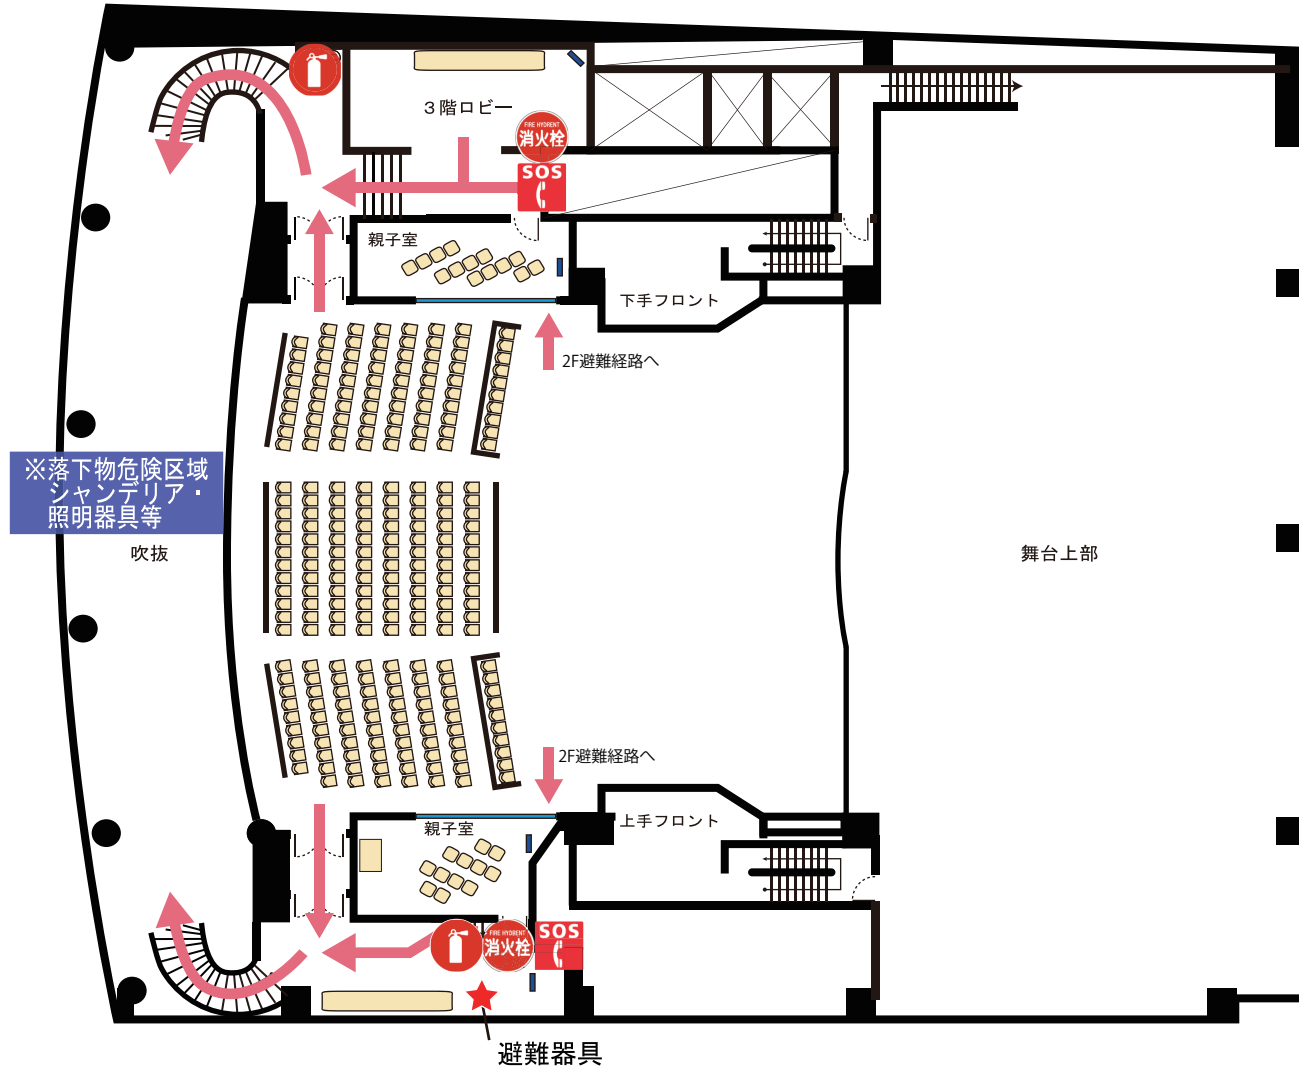 3階ロビー
FIRE HYDRENT
消火栓
SOS
親子室
下手フロント
2F避難経路へ
※落下物危険区域
シャンデリア・
照明器具等
吹抜
舞台上部
2F避難経路へ
親子室
上手フロント
FIRE HYDRENT
消火栓
SOS
避難器具